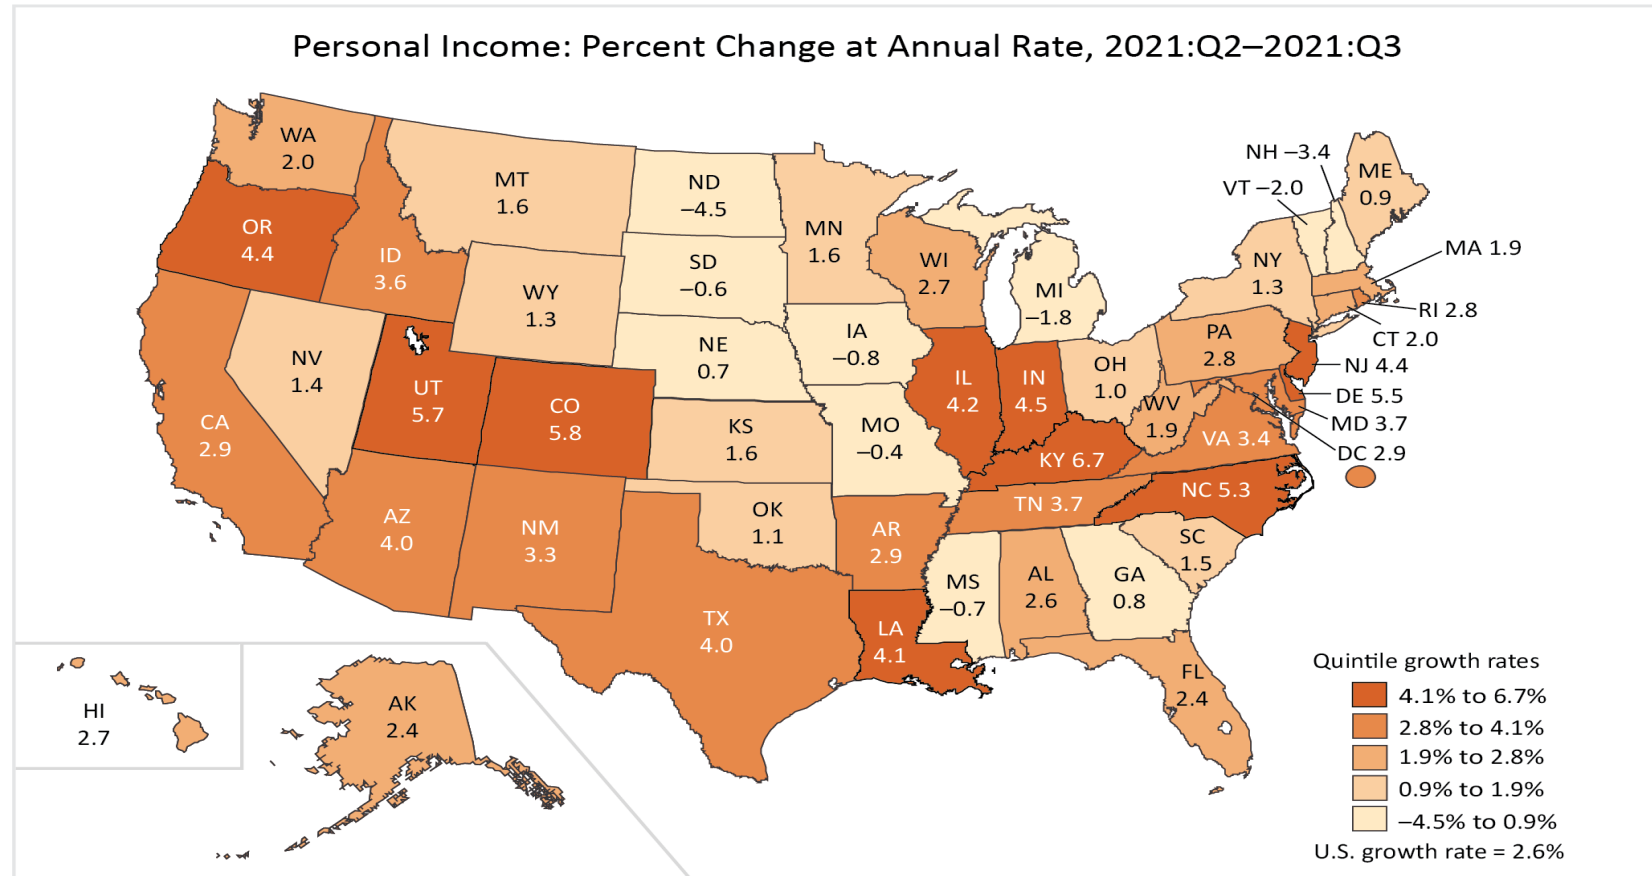 Personal Income: Percent Change at Annual Rate, 2021:Q2–2021:Q3
WA
2.0
OR
4.4
ID
3.6
MT
1.6
WY
1.3
ND
–4.5
SD
–0.6
NE
0.7
MN
1.6
WI
2.7
IA
–0.8
MI
–1.8
NH –3.4
VT –2.0
ME
0.9
NY
1.3
MA 1.9
RI 2.8
CT 2.0
NJ 4.4
DE 5.5
MD 3.7
DC 2.9
PA
2.8
OH
1.0
WV
1.9
VA 3.4
IL
4.2
IN
4.5
KY 6.7
TN 3.7
NC 5.3
SC
1.5
NV
1.4
UT
5.7
CO
5.8
KS
1.6
MO
–0.4
CA
2.9
AZ
4.0
NM
3.3
OK
1.1
AR
2.9
TX
4.0
LA
4.1
MS
–0.7
AL
2.6
GA
0.8
FL
2.4
HI
2.7
AK
2.4
Quintile growth rates
4.1% to 6.7%
2.8% to 4.1%
1.9% to 2.8%
0.9% to 1.9%
–4.5% to 0.9%
U.S. growth rate = 2.6%